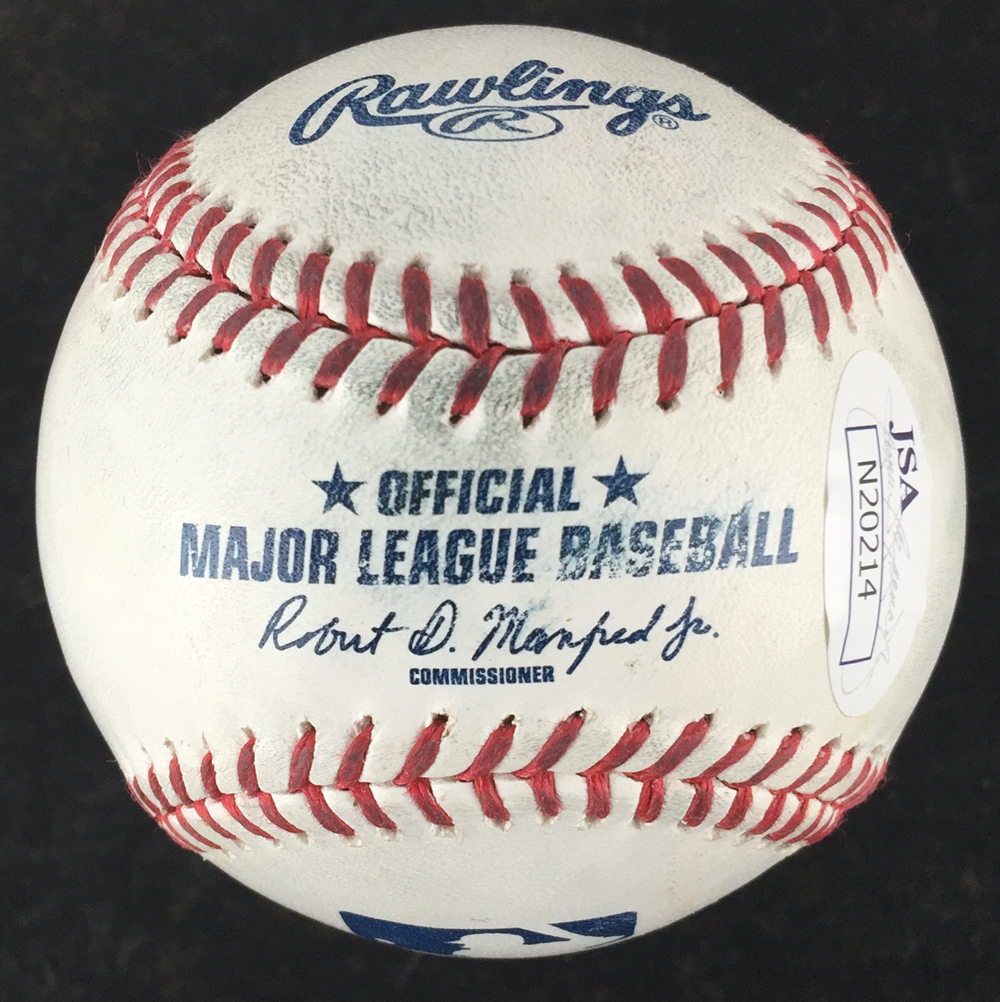 Rawlings®
R
★ OFFICIAL ★
MAJOR LEAGUE BASEBALL
Robert D. Manfred Jr.
COMMISSIONER
JSA
N20214